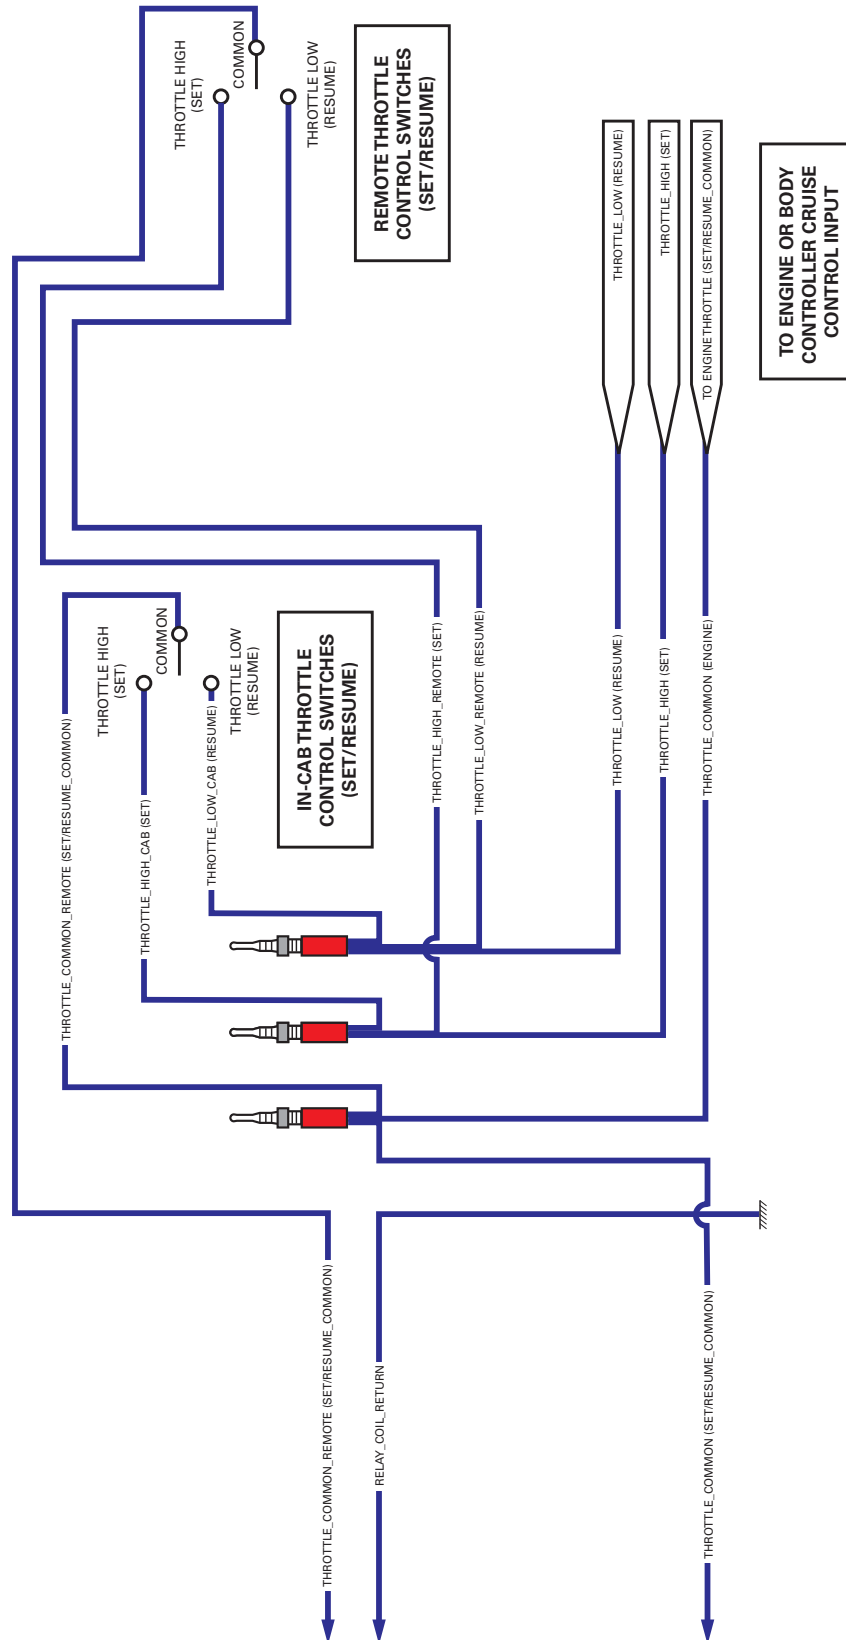 THROTTLE HIGH
(SET)
COMMON
THROTTLE LOW
(RESUME)
REMOTE THROTTLE
CONTROL SWITCHES
(SET/RESUME)
THROTTLE_LOW (RESUME)
THROTTLE_HIGH (SET)
TO ENGINE THROTTLE (SET/RESUME_COMMON)
TO ENGINE OR BODY
CONTROLLER CRUISE
CONTROL INPUT
THROTTLE HIGH
(SET)
COMMON
THROTTLE LOW
(RESUME)
IN-CAB THROTTLE
CONTROL SWITCHES
(SET/RESUME)
THROTTLE_COMMON_REMOTE (SET/RESUME_COMMON)
THROTTLE_HIGH_CAB (SET)
THROTTLE_LOW_CAB (RESUME)
THROTTLE_HIGH_REMOTE (SET)
THROTTLE_LOW_REMOTE (RESUME)
THROTTLE_LOW (RESUME)
THROTTLE_HIGH (SET)
THROTTLE_COMMON (ENGINE)
THROTTLE_COMMON_REMOTE (SET/RESUME_COMMON)
RELAY_COIL_RETURN
THROTTLE_COMMON (SET/RESUME_COMMON)